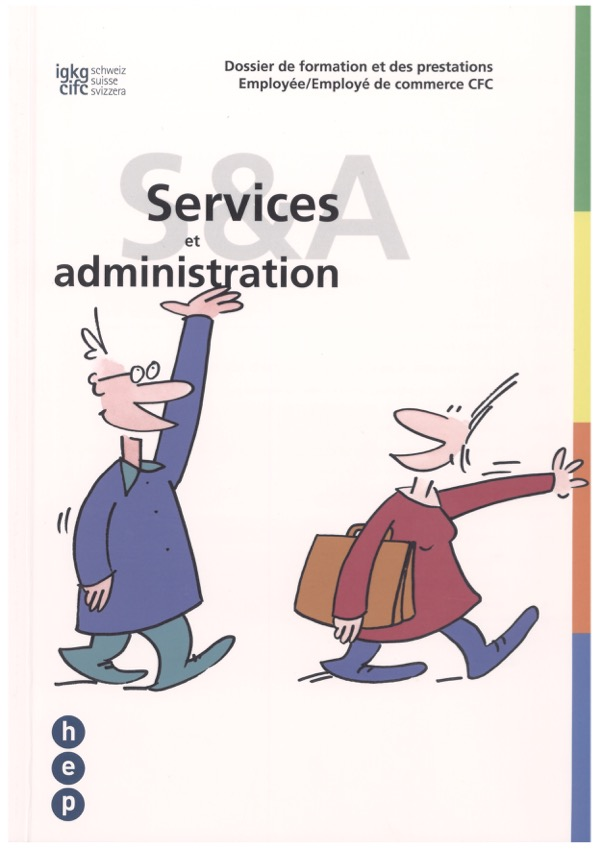 igkg schweiz
cifc suisse
svizzera
Dossier de formation et des prestations
Employée/Employé de commerce CFC
S&A
Services
et
administration
h
e
p